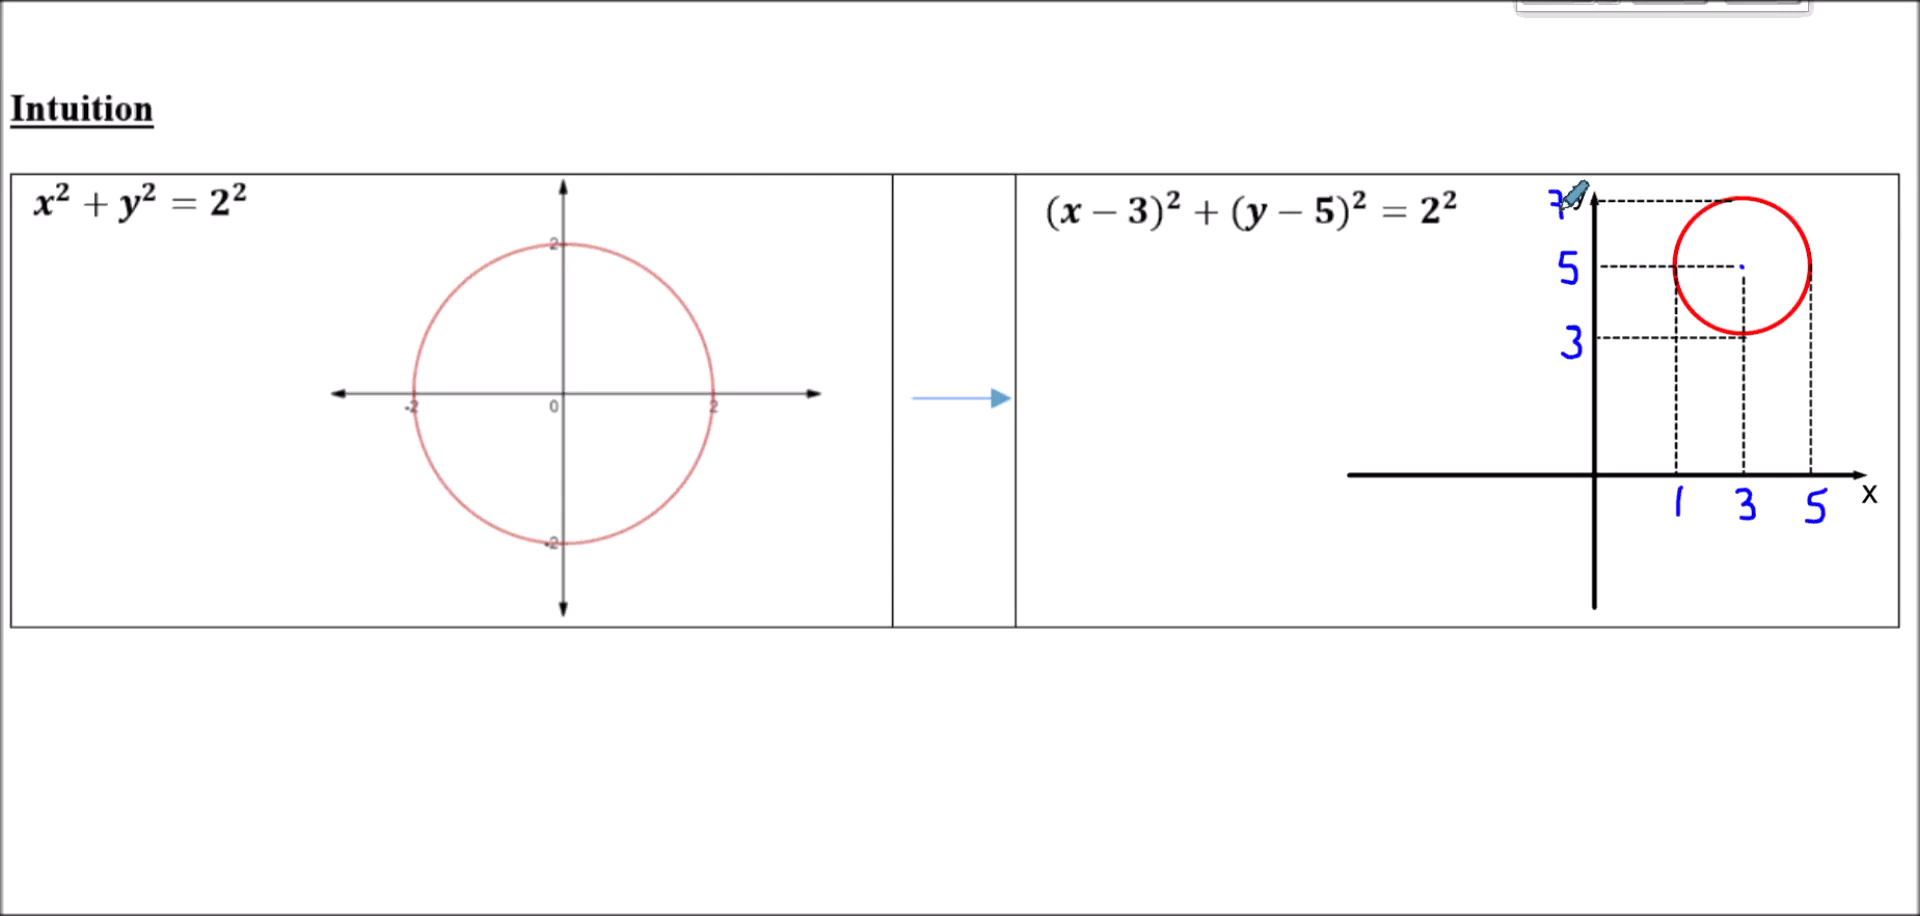 Intuition
x² + y² = 2²
2
-2
0
2
-2
(x − 3)² + (y − 5)² = 2²
7
y
5
3
1 3 5
x